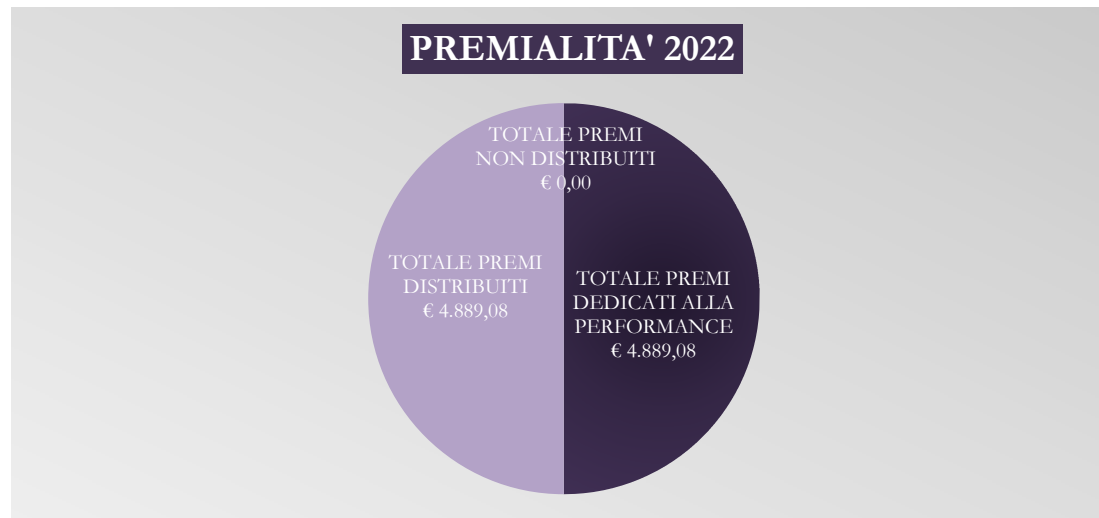 PREMIALITA' 2022
TOTALE PREMI
NON DISTRIBUITI
€ 0,00
TOTALE PREMI
DISTRIBUITI
€ 4.889,08
TOTALE PREMI
DEDICATI ALLA
PERFORMANCE
€ 4.889,08